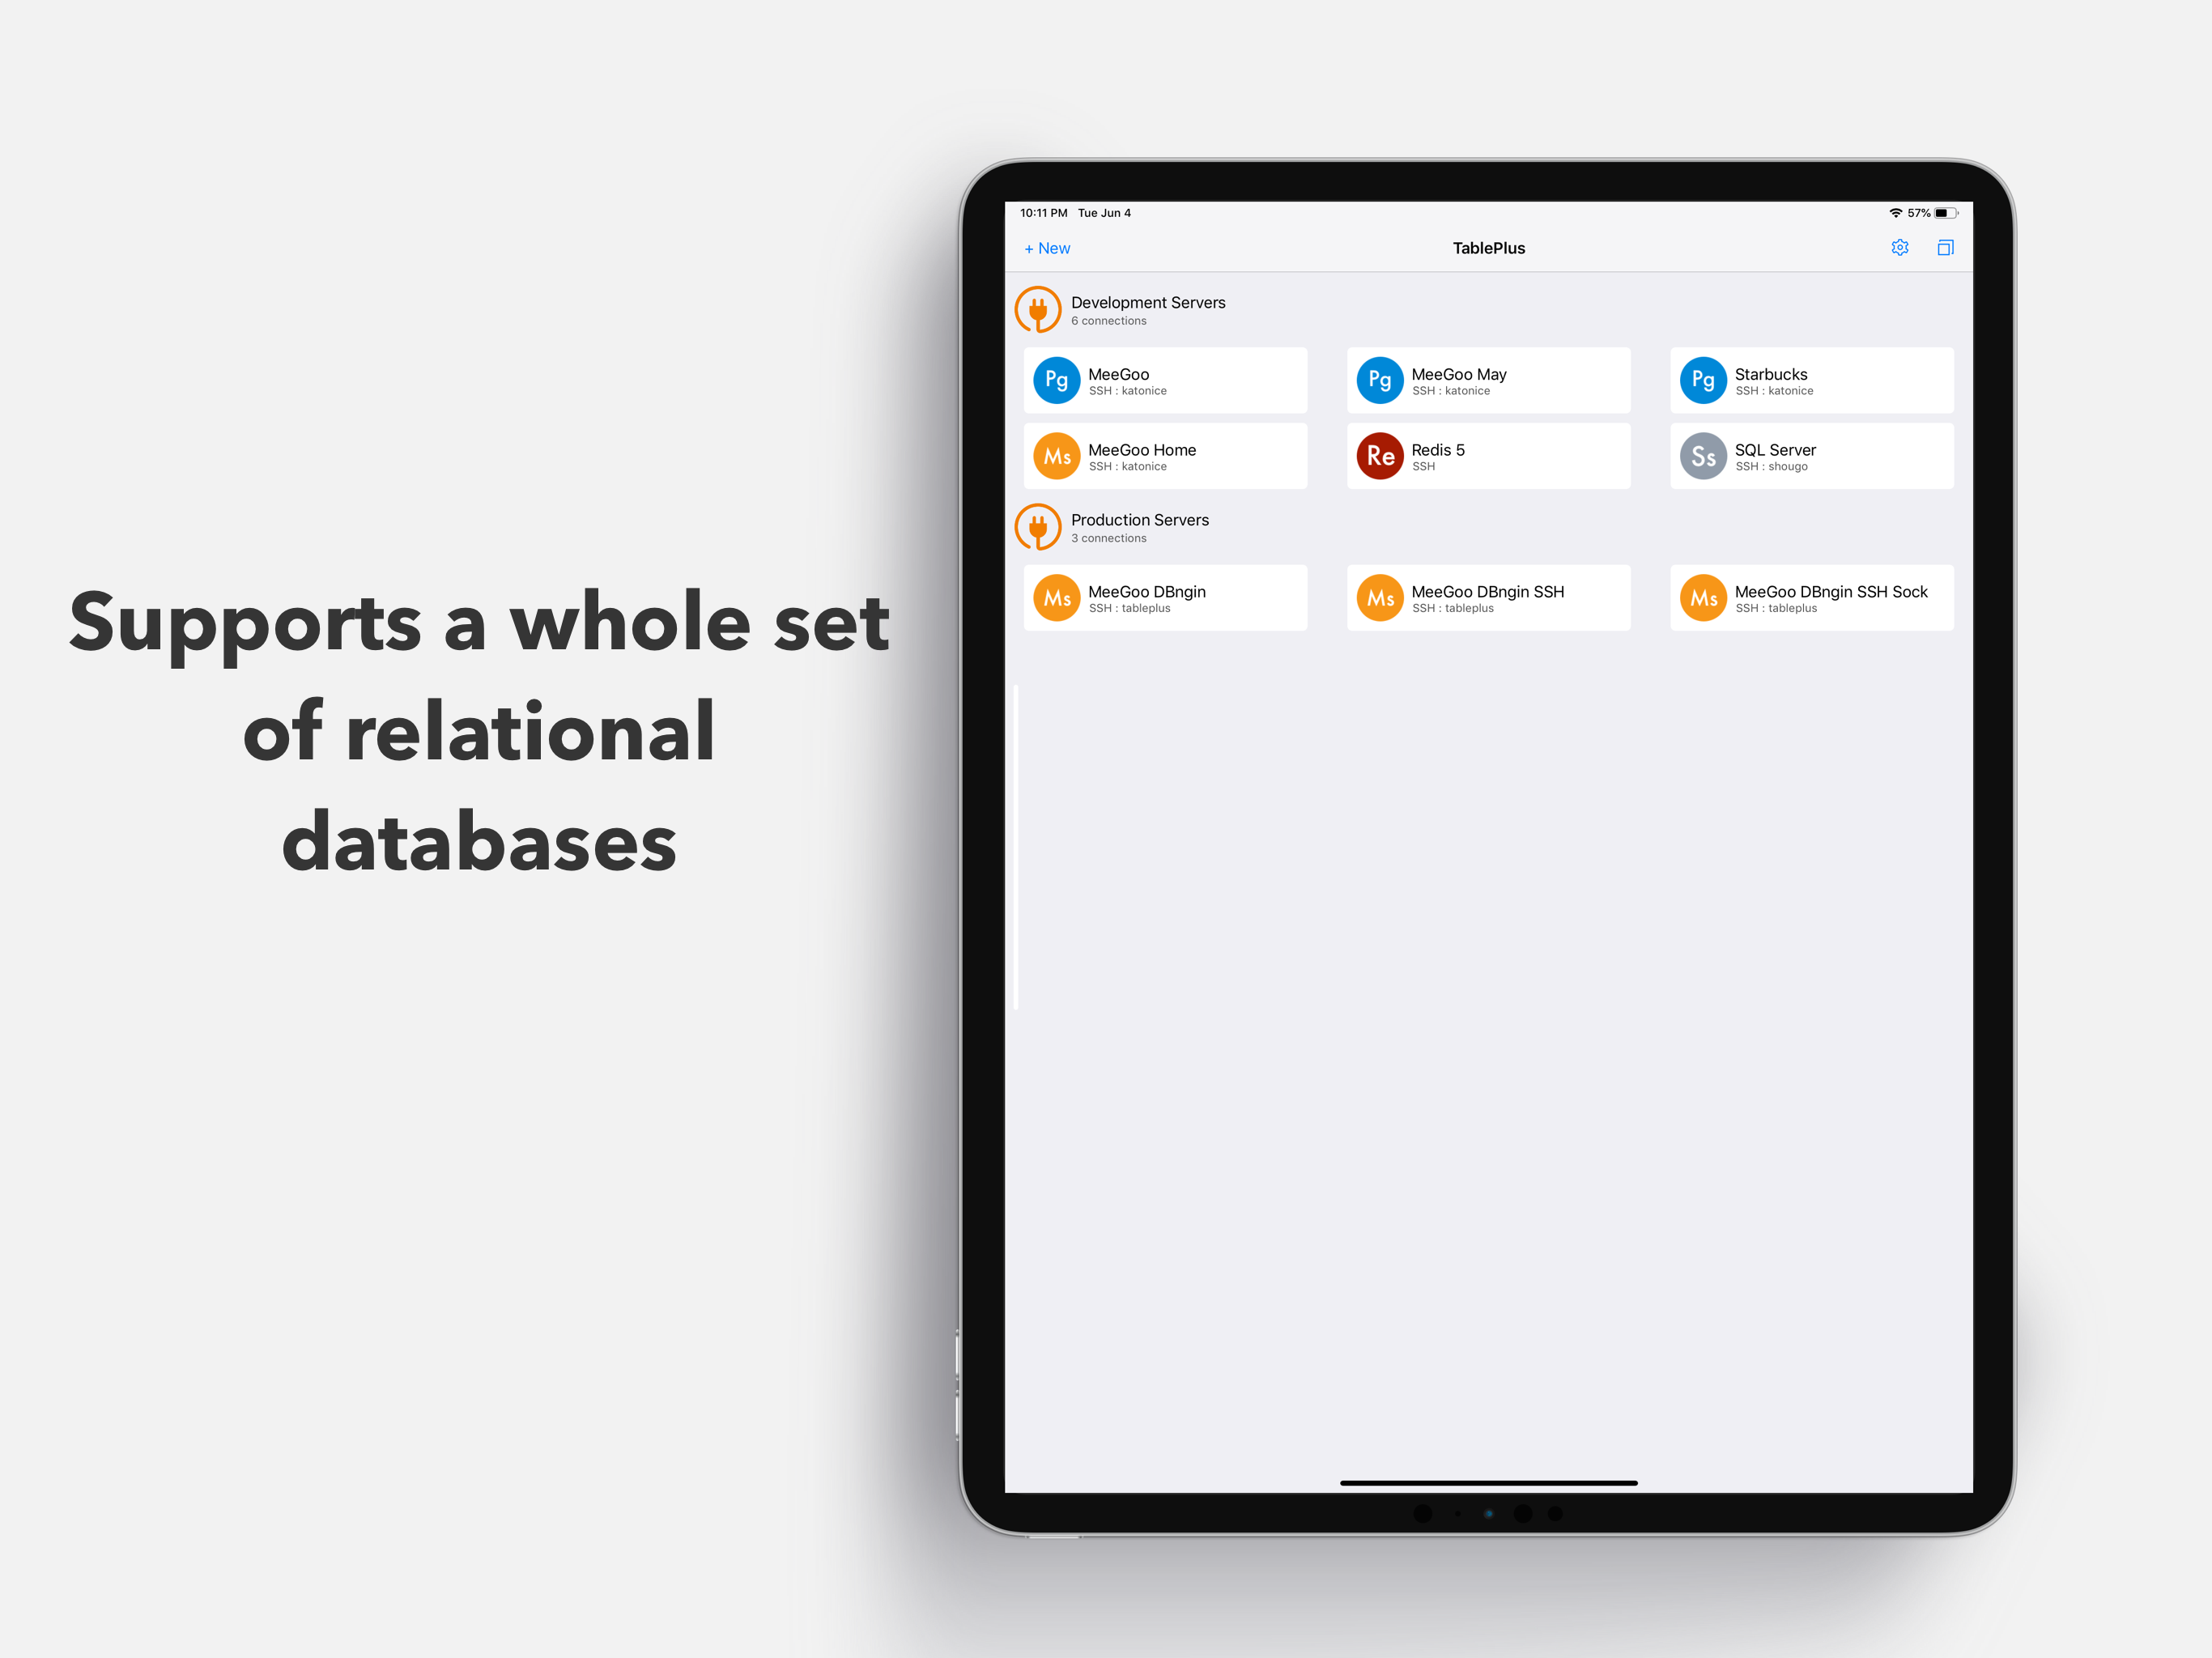 Supports a whole set
of relational
databases
10:11 PM Tue Jun 4
57%
+ New
TablePlus
Development Servers
6 connections
Pg MeeGoo
SSH : katonice
Pg MeeGoo May
SSH : katonice
Pg Starbucks
SSH : katonice
Ms MeeGoo Home
SSH : katonice
Re Redis 5
SSH
Ss SQL Server
SSH : shougo
Production Servers
3 connections
Ms MeeGoo DBngin
SSH : tableplus
Ms MeeGoo DBngin SSH
SSH : tableplus
Ms MeeGoo DBngin SSH Sock
SSH : tableplus